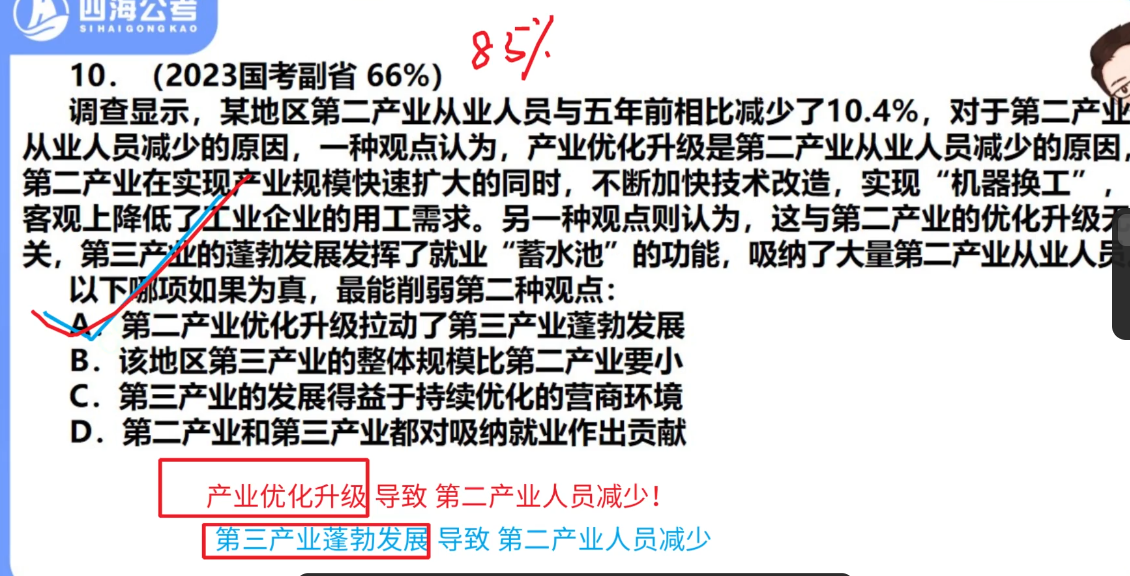 四海公考
SIHAIGONGKAO
85%
10. （2023国考副省 66%）
调查显示，某地区第二产业从业人员与五年前相比减少了10.4%，对于第二产业
从业人员减少的原因，一种观点认为，产业优化升级是第二产业从业人员减少的原因，
第二产业在实现产业规模快速扩大的同时，不断加快技术改造，实现“机器换工”，
客观上降低了工业企业的用工需求。另一种观点则认为，这与第二产业的优化升级无
关，第三产业的蓬勃发展发挥了就业“蓄水池”的功能，吸纳了大量第二产业从业人员
以下哪项如果为真，最能削弱第二种观点：
A. 第二产业优化升级拉动了第三产业蓬勃发展
B. 该地区第三产业的整体规模比第二产业要小
C. 第三产业的发展得益于持续优化的营商环境
D. 第二产业和第三产业都对吸纳就业作出贡献
产业优化升级 导致 第二产业人员减少！
第三产业蓬勃发展 导致 第二产业人员减少